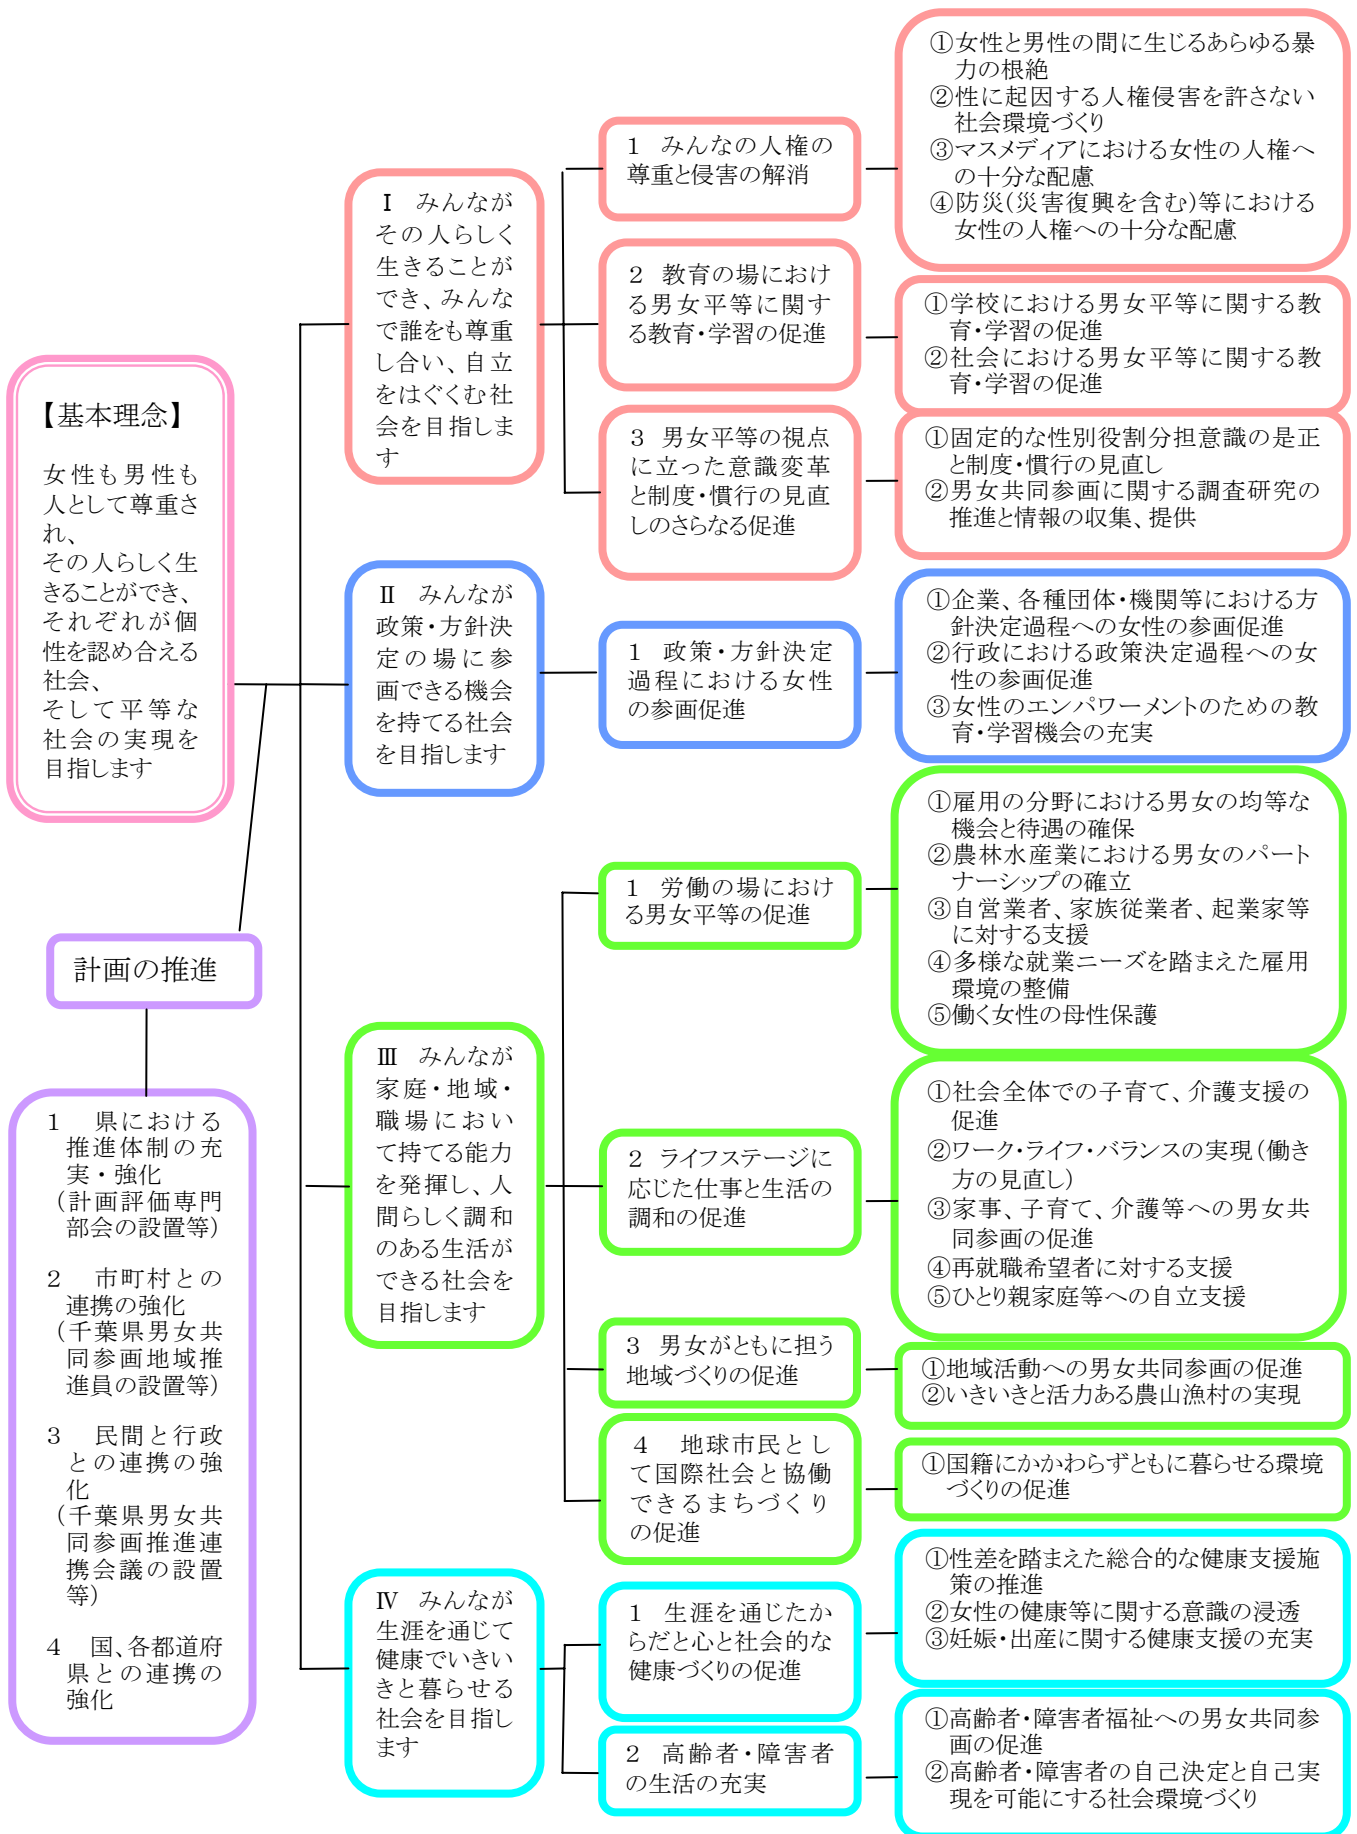 【基本理念】
女性も男性も
人として尊重さ
れ、
その人らしく生
きることができ、
それぞれが個
性を認め合える
社会、
そして平等な
社会の実現を
目指します
計画の推進
1 県における
推進体制の充
実・強化
(計画評価専門
部会の設置等)
2 市町村との
連携の強化
(千葉県男女共
同参画地域推
進員の設置等)
3 民間と行政
との連携の強
化
(千葉県男女共
同参画推進連
携会議の設置
等)
4 国、各都道府
県との連携の
強化
Ⅰ みんなが
その人らしく
生きることが
でき、みんな
で誰をも尊重
し合い、自立
をはぐくむ社
会を目指しま
す
1 みんなの人権の
尊重と侵害の解消
①女性と男性の間に生じるあらゆる暴
力の根絶
②性に起因する人権侵害を許さない
社会環境づくり
③マスメディアにおける女性の人権へ
の十分な配慮
④防災(災害復興を含む)等における
女性の人権への十分な配慮
2 教育の場におけ
る男女平等に関す
る教育・学習の促進
①学校における男女平等に関する教
育・学習の促進
②社会における男女平等に関する教
育・学習の促進
3 男女平等の視点
に立った意識変革
と制度・慣行の見直
しのさらなる促進
①固定的な性別役割分担意識の是正
と制度・慣行の見直し
②男女共同参画に関する調査研究の
推進と情報の収集、提供
Ⅱ みんなが
政策・方針決
定の場に参
画できる機会
を持てる社会
を目指します
1 政策・方針決定
過程における女性
の参画促進
①企業、各種団体・機関等における方
針決定過程への女性の参画促進
②行政における政策決定過程への女
性の参画促進
③女性のエンパワーメントのための教
育・学習機会の充実
Ⅲ みんなが
家庭・地域・
職場におい
て持てる能力
を発揮し、人
間らしく調和
のある生活が
できる社会を
目指します
1 労働の場におけ
る男女平等の促進
①雇用の分野における男女の均等な
機会と待遇の確保
②農林水産業における男女のパート
ナーシップの確立
③自営業者、家族従業者、起業家等
に対する支援
④多様な就業ニーズを踏まえた雇用
環境の整備
⑤働く女性の母性保護
2 ライフステージに
応じた仕事と生活の
調和の促進
①社会全体での子育て、介護支援の
促進
②ワーク・ライフ・バランスの実現(働き
方の見直し)
③家事、子育て、介護等への男女共
同参画の促進
④再就職希望者に対する支援
⑤ひとり親家庭等への自立支援
3 男女がともに担う
地域づくりの促進
①地域活動への男女共同参画の促進
②いきいきと活力ある農山漁村の実現
4 地球市民とし
て国際社会と協働
できるまちづくり
の促進
①国籍にかかわらずともに暮らせる環境
づくりの促進
Ⅳ みんなが
生涯を通じて
健康でいきい
きと暮らせる
社会を目指し
ます
1 生涯を通じたか
らだと心と社会的な
健康づくりの促進
①性差を踏まえた総合的な健康支援施
策の推進
②女性の健康等に関する意識の浸透
③妊娠・出産に関する健康支援の充実
2 高齢者・障害者
の生活の充実
①高齢者・障害者福祉への男女共同参
画の促進
②高齢者・障害者の自己決定と自己実
現を可能にする社会環境づくり